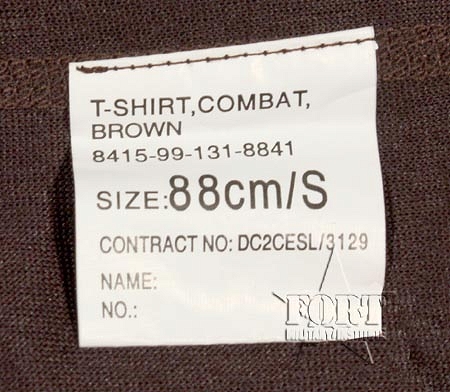 T-SHIRT,COMBAT,
BROWN
8415-99-131-8841
SIZE:88cm/S
CONTRACT NO: DC2CESL/3129
NAME:
NO.:
FORT